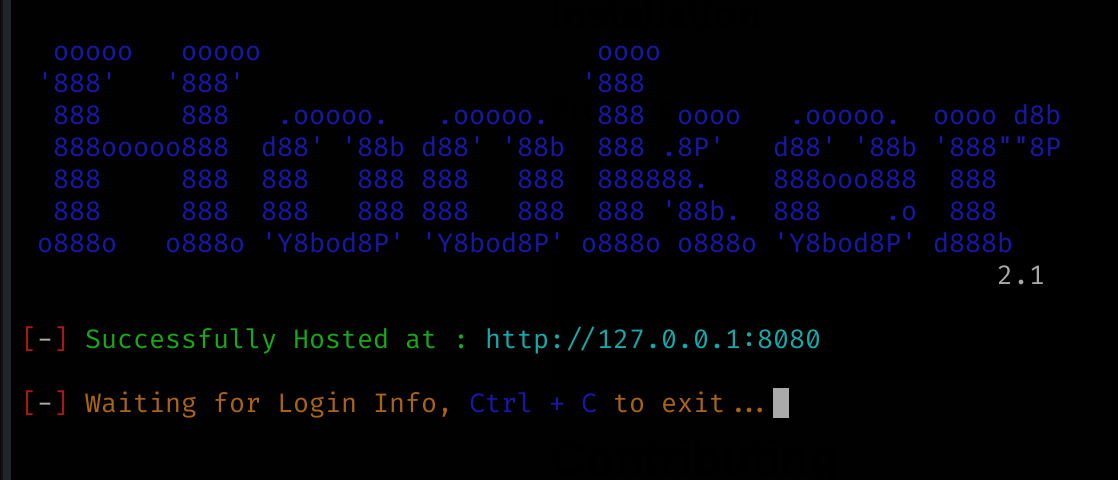 ooooo   ooooo                     oooo
'888'   '888'                     '888
 888     888   .ooooo.   .ooooo.   888  oooo   .ooooo.  oooo d8b
 888ooooo888  d88' '88b d88' '88b  888 .8P'   d88' '88b '888""8P
 888     888  888   888 888   888  888888.    888ooo888  888
 888     888  888   888 888   888  888 '88b.  888    .o  888
o888o   o888o 'Y8bod8P' 'Y8bod8P' o888o o888o 'Y8bod8P' d888b
2.1
[-] Successfully Hosted at : http://127.0.0.1:8080
[-] Waiting for Login Info, Ctrl + C to exit...